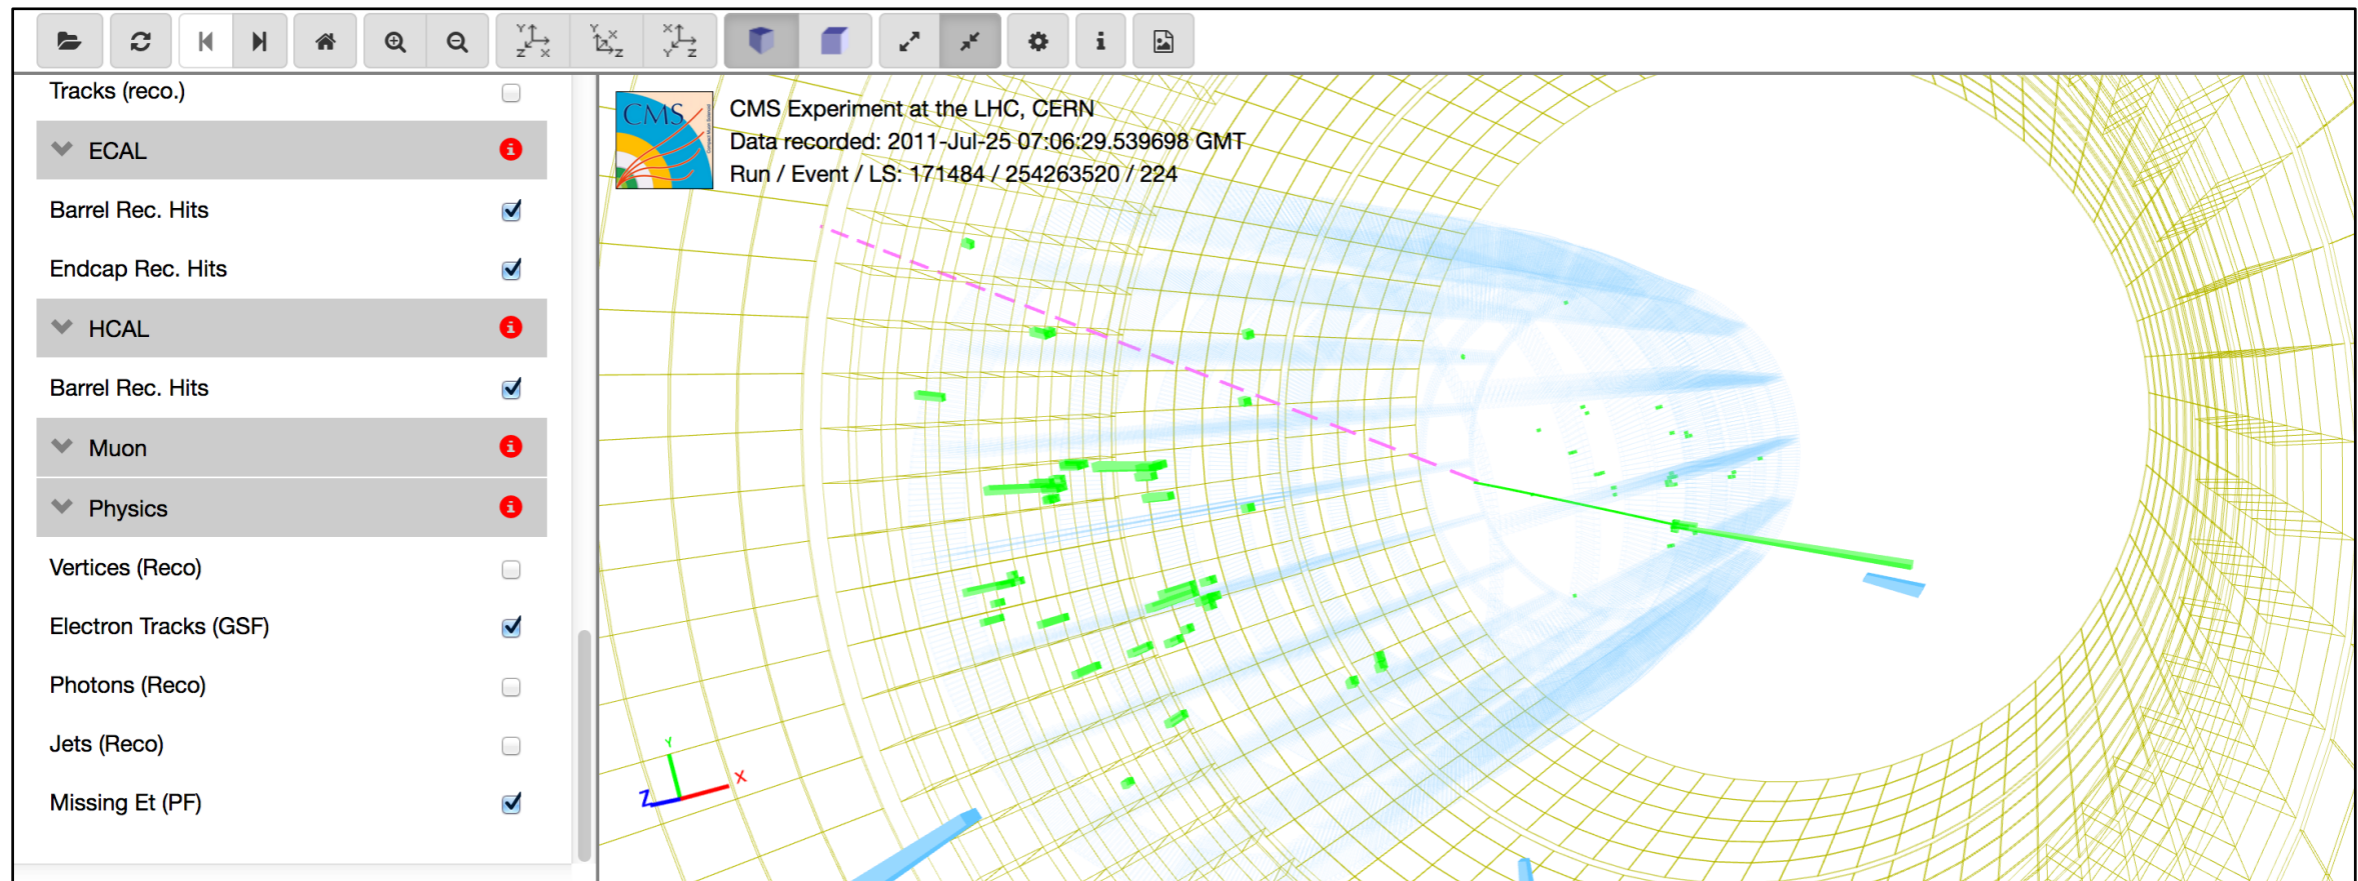 Tracks (reco.)
ECAL
Barrel Rec. Hits
Endcap Rec. Hits
HCAL
Barrel Rec. Hits
Muon
Physics
Vertices (Reco)
Electron Tracks (GSF)
Photons (Reco)
Jets (Reco)
Missing Et (PF)
Y
Z
X
Y
X
Z
X
Y
Z
CMS
CMS Experiment at the LHC, CERN
Data recorded: 2011-Jul-25 07:06:29.539698 GMT
Run / Event / LS: 171484 / 254263520 / 224
Y
X
Z